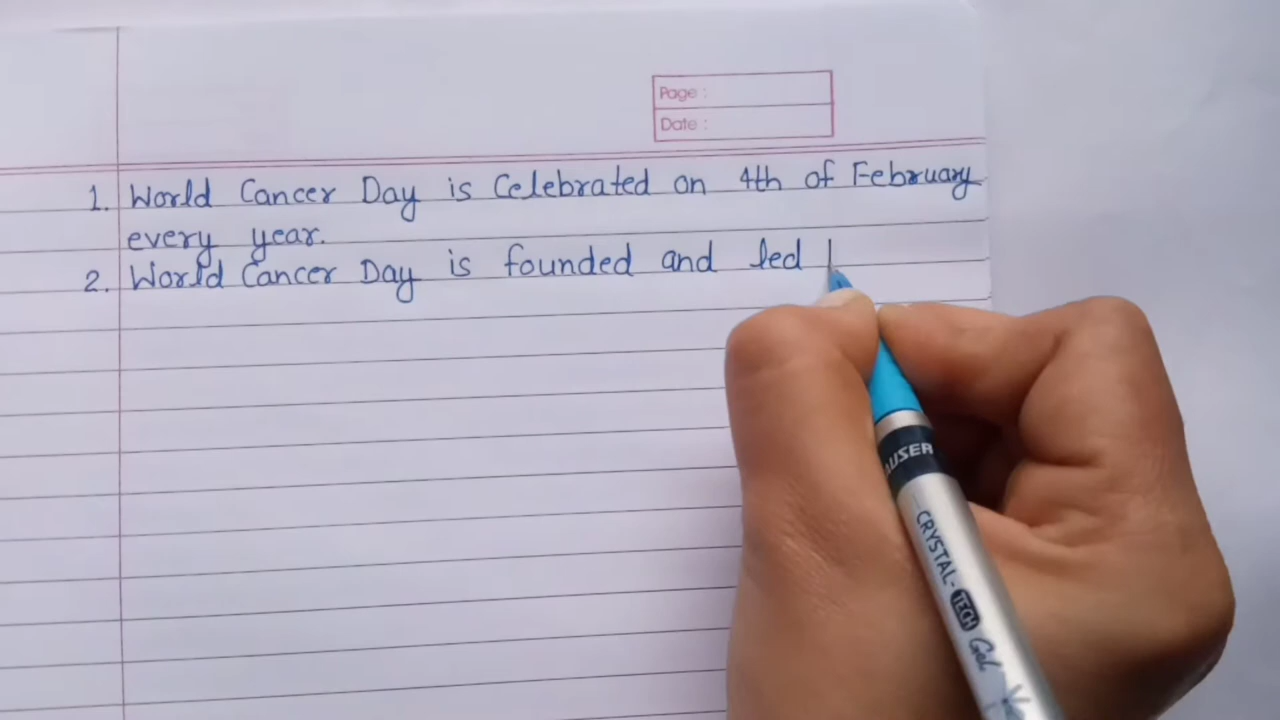 Page :
Date :
1. World Cancer Day is Celebrated on 4th of February
every year.
2. World Cancer Day is founded and led
AUSER
CRYSTAL-
TECH Gel